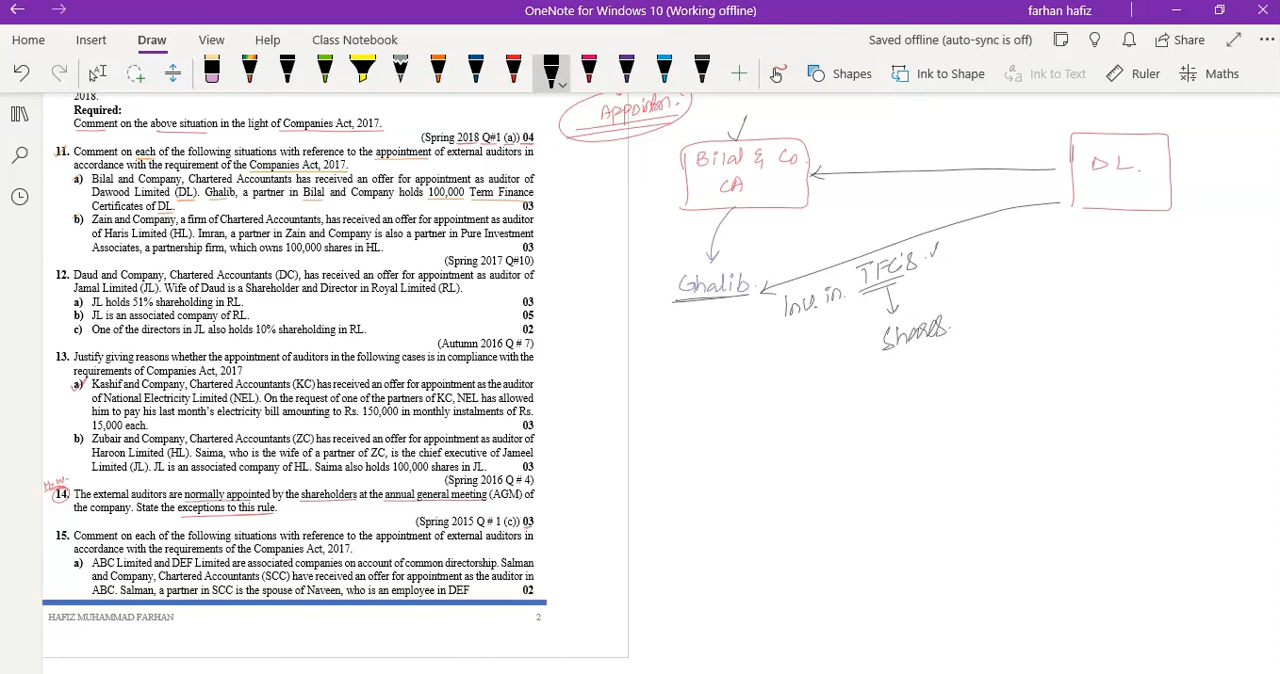 OneNote for Windows 10 (Working offline)
farhan hafiz
Home Insert Draw View Help Class Notebook
Saved offline (auto-sync is off)
Share
Shapes
Ink to Shape
Ink to Text
Ruler
Maths
2018.
Required:
Comment on the above situation in the light of Companies Act, 2017.
(Spring 2018 Q#1 (a)) 04
11. Comment on each of the following situations with reference to the appointment of external auditors in
accordance with the requirement of the Companies Act, 2017.
a) Bilal and Company, Chartered Accountants has received an offer for appointment as auditor of
Dawood Limited (DL). Ghalib, a partner in Bilal and Company holds 100,000 Term Finance
Certificates of DL. 03
b) Zain and Company, a firm of Chartered Accountants, has received an offer for appointment as auditor
of Haris Limited (HL). Imran, a partner in Zain and Company is also a partner in Pure Investment
Associates, a partnership firm, which owns 100,000 shares in HL. 03
(Spring 2017 Q#10)
12. Daud and Company, Chartered Accountants (DC), has received an offer for appointment as auditor of
Jamal Limited (JL). Wife of Daud is a Shareholder and Director in Royal Limited (RL).
a) JL holds 51% shareholding in RL. 03
b) JL is an associated company of RL. 05
c) One of the directors in JL also holds 10% shareholding in RL. 02
(Autumn 2016 Q # 7)
13. Justify giving reasons whether the appointment of auditors in the following cases is in compliance with the
requirements of Companies Act, 2017
a) Kashif and Company, Chartered Accountants (KC) has received an offer for appointment as the auditor
of National Electricity Limited (NEL). On the request of one of the partners of KC, NEL has allowed
him to pay his last month's electricity bill amounting to Rs. 150,000 in monthly instalments of Rs.
15,000 each. 03
b) Zubair and Company, Chartered Accountants (ZC) has received an offer for appointment as auditor of
Haroon Limited (HL). Saima, who is the wife of a partner of ZC, is the chief executive of Jameel
Limited (JL). JL is an associated company of HL. Saima also holds 100,000 shares in JL. 03
(Spring 2016 Q # 4)
H.W-
14. The external auditors are normally appointed by the shareholders at the annual general meeting (AGM) of
the company. State the exceptions to this rule.
(Spring 2015 Q # 1 (c)) 03
15. Comment on each of the following situations with reference to the appointment of external auditors in
accordance with the requirements of the Companies Act, 2017.
a) ABC Limited and DEF Limited are associated companies on account of common directorship. Salman
and Company, Chartered Accountants (SCC) have received an offer for appointment as the auditor in
ABC. Salman, a partner in SCC is the spouse of Naveen, who is an employee in DEF 02
HAFIZ MUHAMMAD FARHAN 2
Appointm.
Bilal & Co.
CA
DL.
Ghalib.
Inv. in. TFC's
Shares.